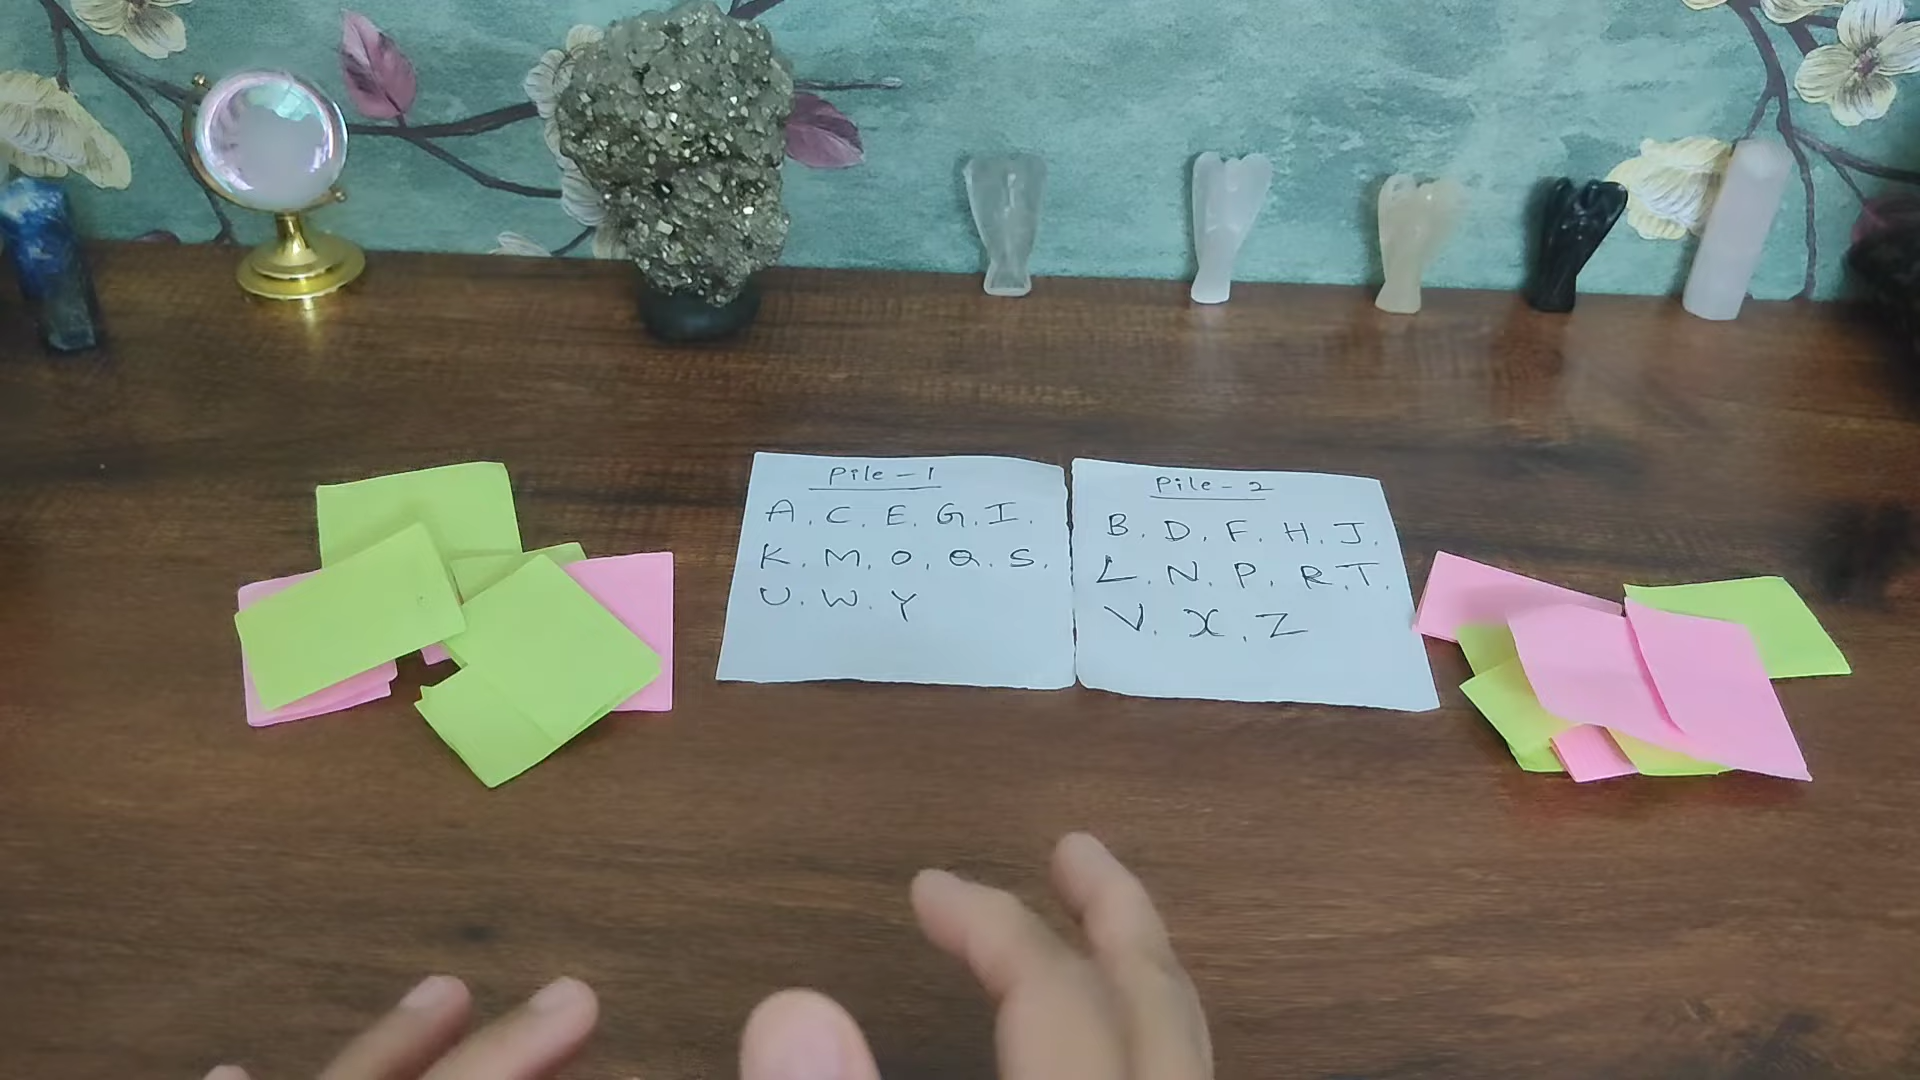 Pile - 1
A. C. E. G. I.
K. M. O. Q. S.
U. W. Y
Pile - 2
B. D. F. H. J.
L. N. P. R. T.
V. X. Z